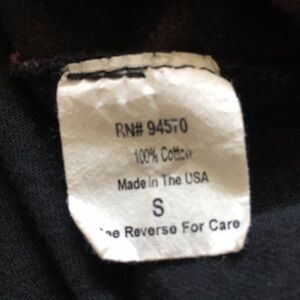 RN# 94570
100% Cotton
Made In The USA
S
See Reverse For Care